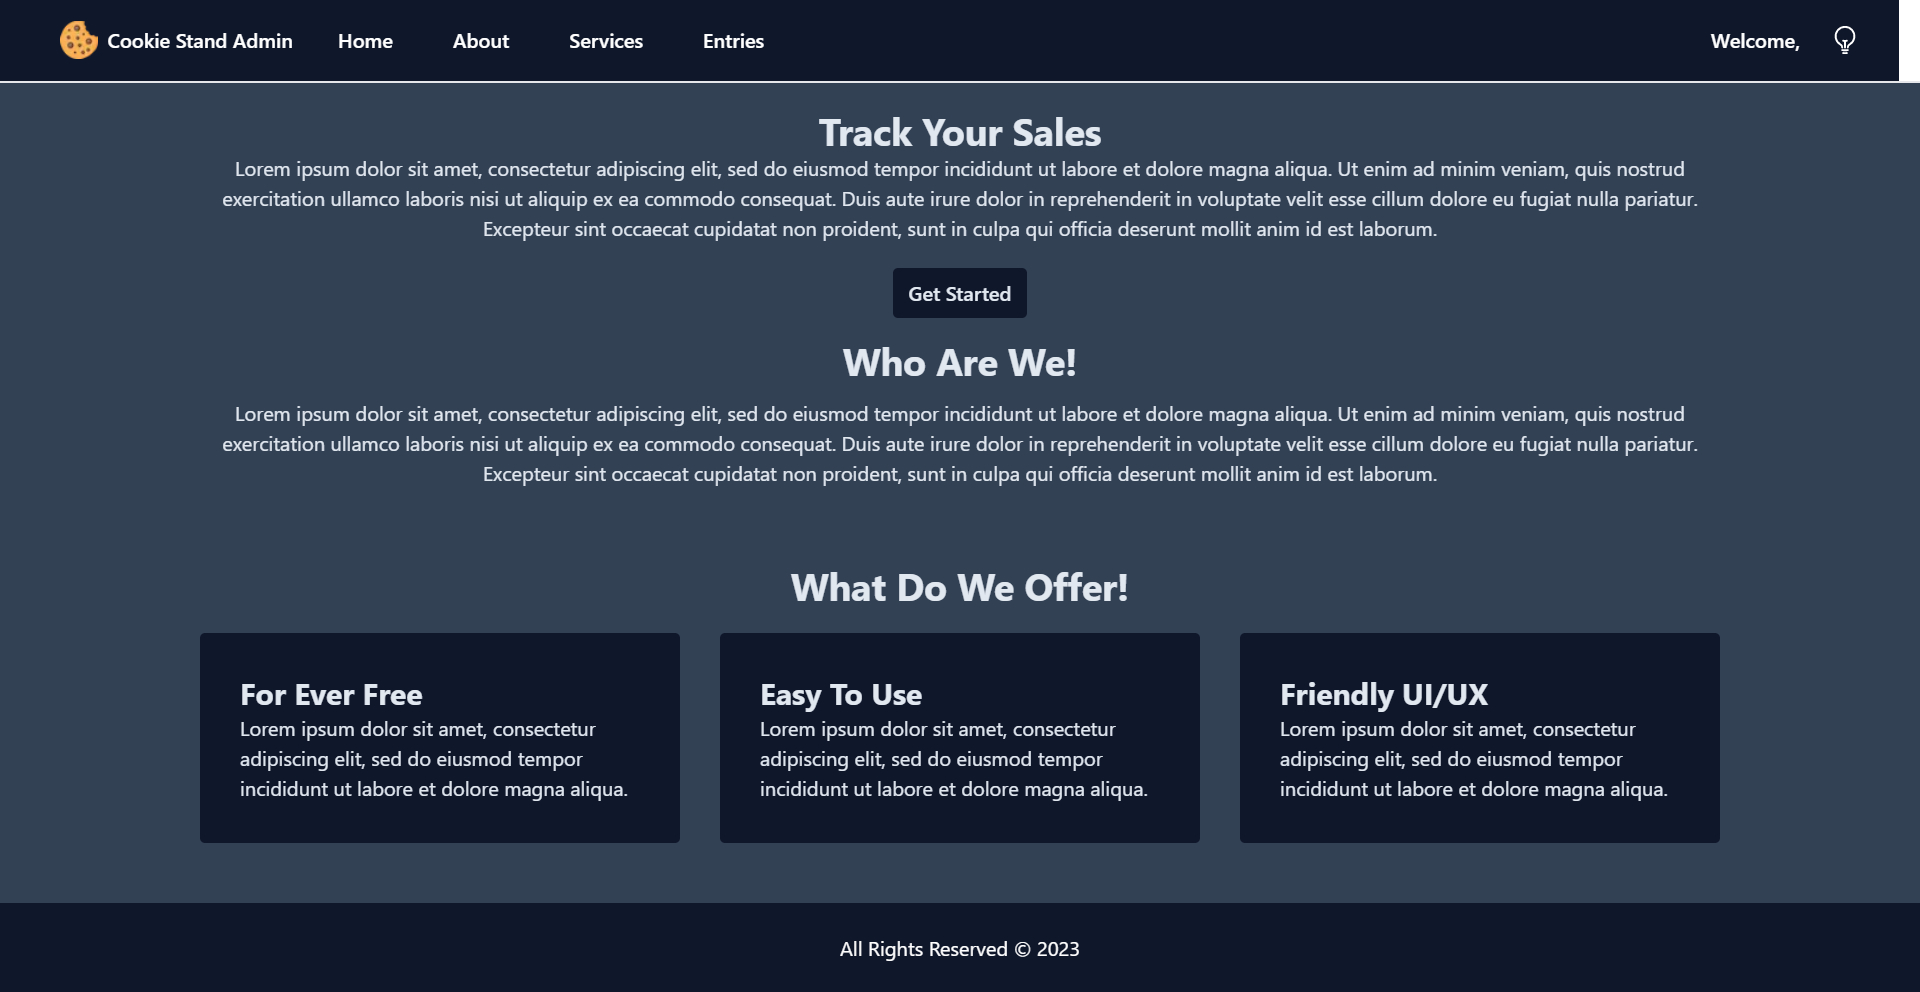 Cookie Stand Admin Home About Services Entries Welcome,
Track Your Sales
Lorem ipsum dolor sit amet, consectetur adipiscing elit, sed do eiusmod tempor incididunt ut labore et dolore magna aliqua. Ut enim ad minim veniam, quis nostrud
exercitation ullamco laboris nisi ut aliquip ex ea commodo consequat. Duis aute irure dolor in reprehenderit in voluptate velit esse cillum dolore eu fugiat nulla pariatur.
Excepteur sint occaecat cupidatat non proident, sunt in culpa qui officia deserunt mollit anim id est laborum.
Get Started
Who Are We!
Lorem ipsum dolor sit amet, consectetur adipiscing elit, sed do eiusmod tempor incididunt ut labore et dolore magna aliqua. Ut enim ad minim veniam, quis nostrud
exercitation ullamco laboris nisi ut aliquip ex ea commodo consequat. Duis aute irure dolor in reprehenderit in voluptate velit esse cillum dolore eu fugiat nulla pariatur.
Excepteur sint occaecat cupidatat non proident, sunt in culpa qui officia deserunt mollit anim id est laborum.
What Do We Offer!
For Ever Free
Lorem ipsum dolor sit amet, consectetur
adipiscing elit, sed do eiusmod tempor
incididunt ut labore et dolore magna aliqua.
Easy To Use
Lorem ipsum dolor sit amet, consectetur
adipiscing elit, sed do eiusmod tempor
incididunt ut labore et dolore magna aliqua.
Friendly UI/UX
Lorem ipsum dolor sit amet, consectetur
adipiscing elit, sed do eiusmod tempor
incididunt ut labore et dolore magna aliqua.
All Rights Reserved © 2023